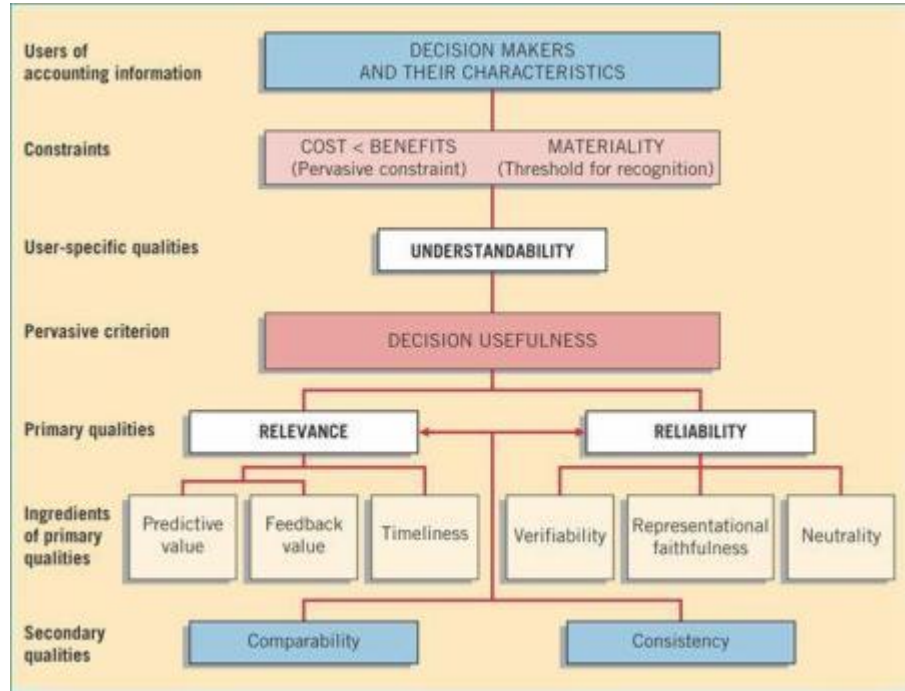 Users of
accounting information
DECISION MAKERS
AND THEIR CHARACTERISTICS
Constraints
COST < BENEFITS
(Pervasive constraint)
MATERIALITY
(Threshold for recognition)
User-specific qualities
UNDERSTANDABILITY
Pervasive criterion
DECISION USEFULNESS
Primary qualities
RELEVANCE
RELIABILITY
Ingredients
of primary
qualities
Predictive
value
Feedback
value
Timeliness
Verifiability
Representational
faithfulness
Neutrality
Secondary
qualities
Comparability
Consistency